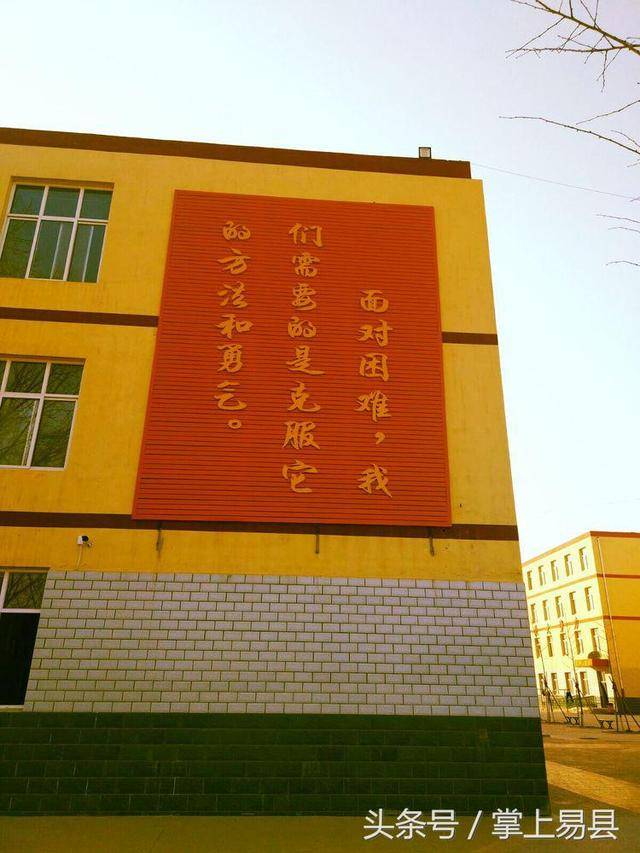 面对困难，我
们需要的是克服它
的方法和勇气。
头条号／掌上易县